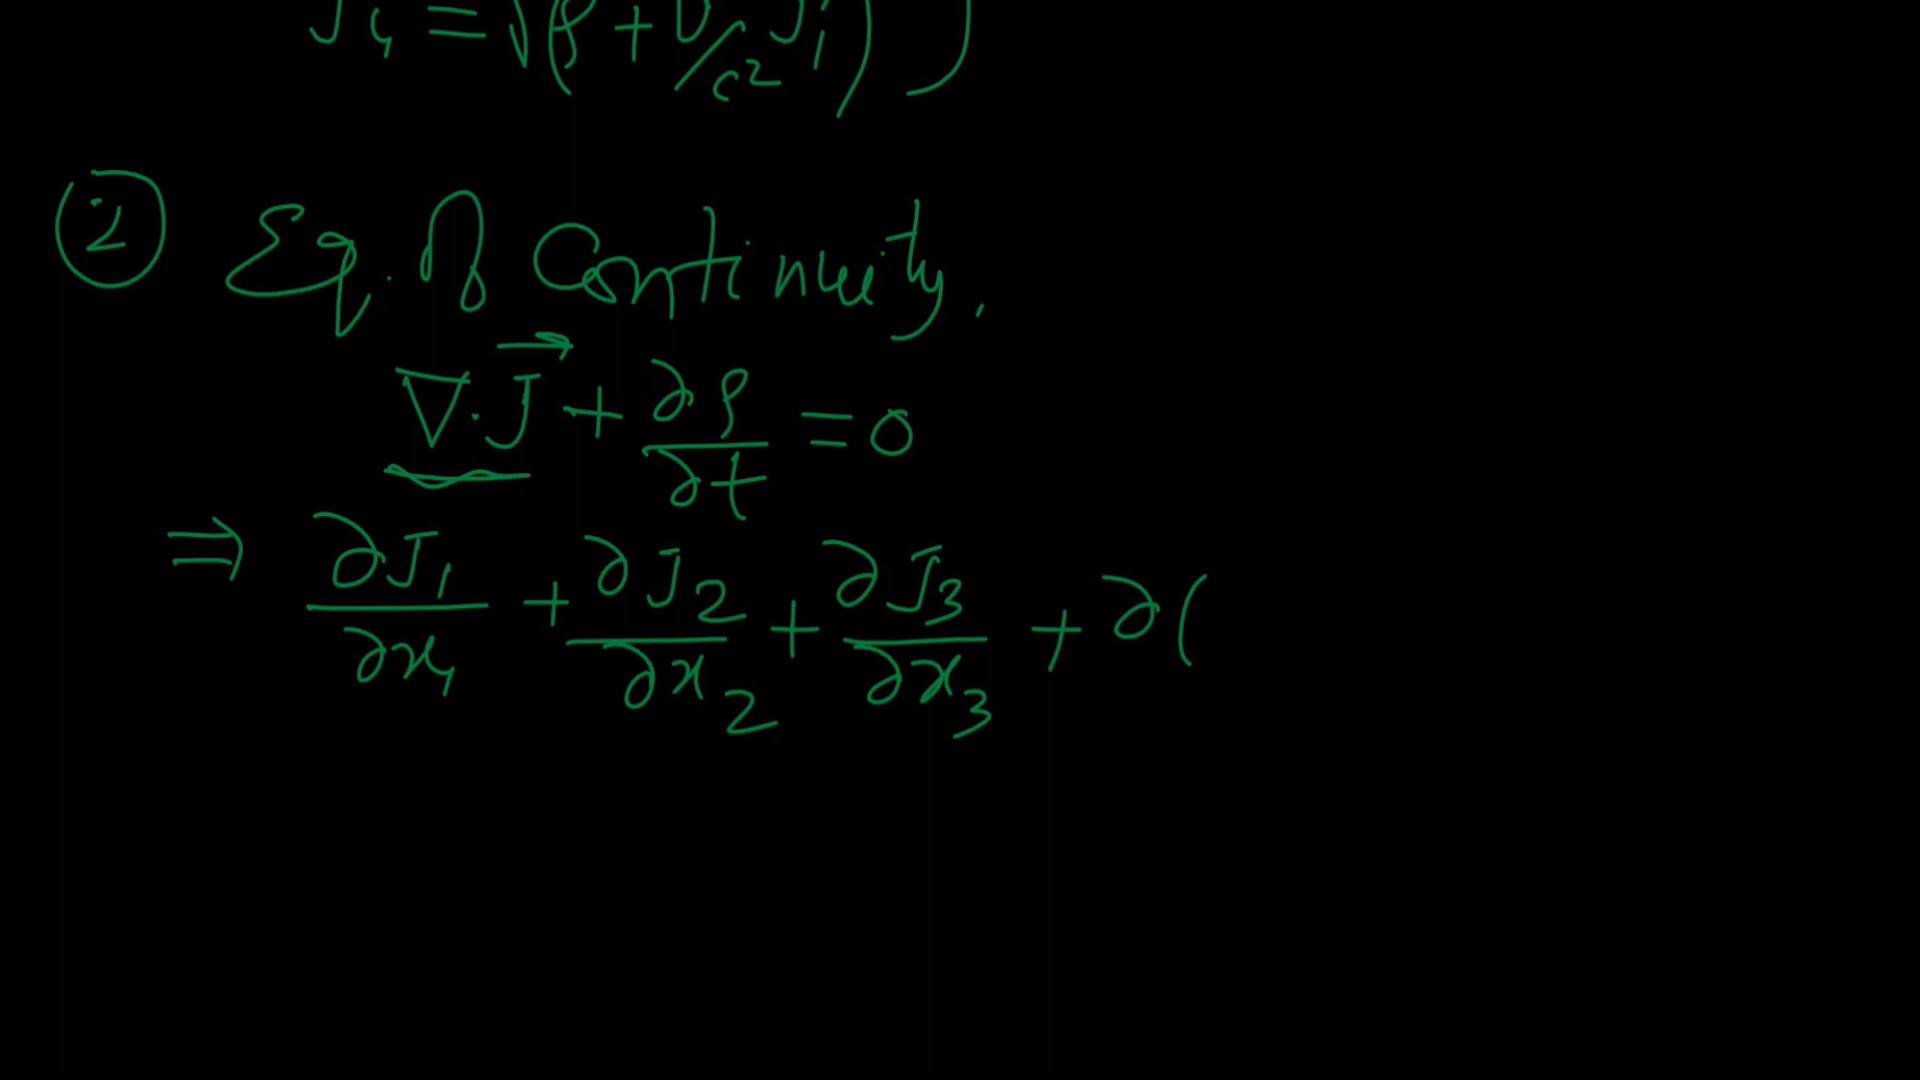 J₄ = γ(ρ + v/c² J₁))
② Eq. of Continuity.
∇·J⃗ + ∂ρ/∂t = 0
⇒ ∂J₁/∂x₁ + ∂J₂/∂x₂ + ∂J₃/∂x₃ + ∂(